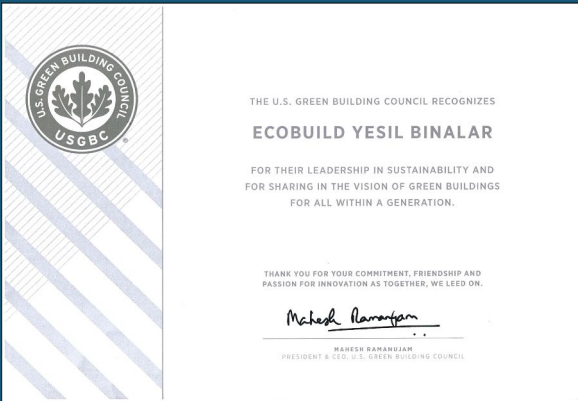 U.S. GREEN BUILDING COUNCIL
USGBC
®
THE U.S. GREEN BUILDING COUNCIL RECOGNIZES
ECOBUILD YESIL BINALAR
FOR THEIR LEADERSHIP IN SUSTAINABILITY AND
FOR SHARING IN THE VISION OF GREEN BUILDINGS
FOR ALL WITHIN A GENERATION.
THANK YOU FOR YOUR COMMITMENT, FRIENDSHIP AND
PASSION FOR INNOVATION AS TOGETHER, WE LEED ON.
Mahesh Ramanujam
MAHESH RAMANUJAM
PRESIDENT & CEO, U.S. GREEN BUILDING COUNCIL